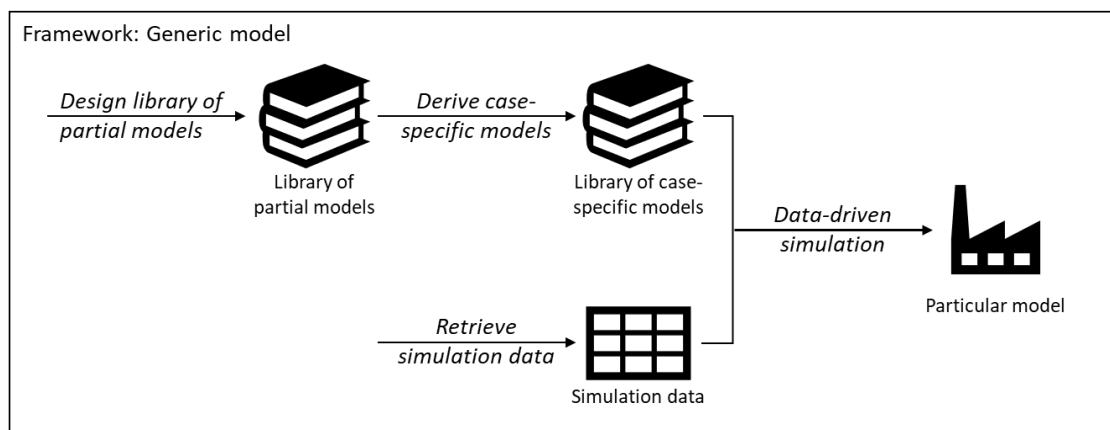 Framework: Generic model
Design library of
partial models
Derive case-
specific models
Library of
partial models
Library of case-
specific models
Data-driven
simulation
Particular model
Retrieve
simulation data
Simulation data